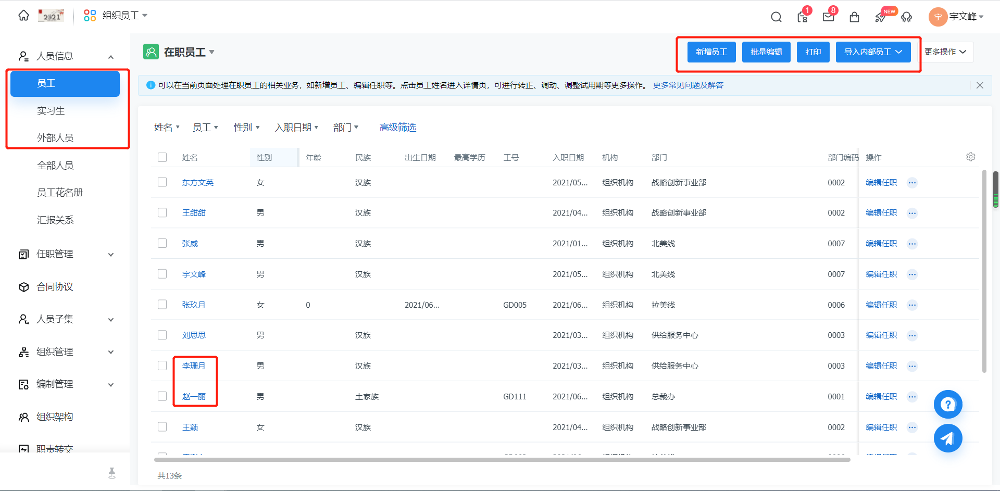 2021
组织员工
1
8
NEW
宇
宇文峰
人员信息
员工
实习生
外部人员
全部人员
员工花名册
汇报关系
任职管理
合同协议
人员子集
组织管理
编制管理
组织架构
职责转交
在职员工
新增员工 批量编辑 打印 导入内部员工 更多操作
可以在当前页面处理在职员工的相关业务，如新增员工、编辑任职等。点击员工姓名进入详情页，可进行转正、调动、调整试用期等更多操作。 更多常见问题及解答
姓名 员工 性别 入职日期 部门 高级筛选
姓名 性别 年龄 民族 出生日期 最高学历 工号 入职日期 机构 部门 部门编码 操作
东方文英 女 汉族 2021/05... 组织机构 战略创新事业部 0002 编辑任职
王甜甜 男 汉族 2021/04... 组织机构 战略创新事业部 0002 编辑任职
张威 男 汉族 2021/01... 组织机构 北美线 0007 编辑任职
宇文峰 男 汉族 2021/05... 组织机构 北美线 0007 编辑任职
张玖月 女 0 2021/06... GD005 2021/06... 组织机构 拉美线 0006 编辑任职
刘思思 男 汉族 2021/03... 组织机构 供给服务中心 0003 编辑任职
李珊月 男 汉族 2021/03... 组织机构 供给服务中心 0003 编辑任职
赵一丽 男 土家族 GD111 2021/06... 组织机构 总裁办 0001 编辑任职
王颖 女 汉族 2021/04... 组织机构 战略创新事业部 0002 编辑任职
共13条